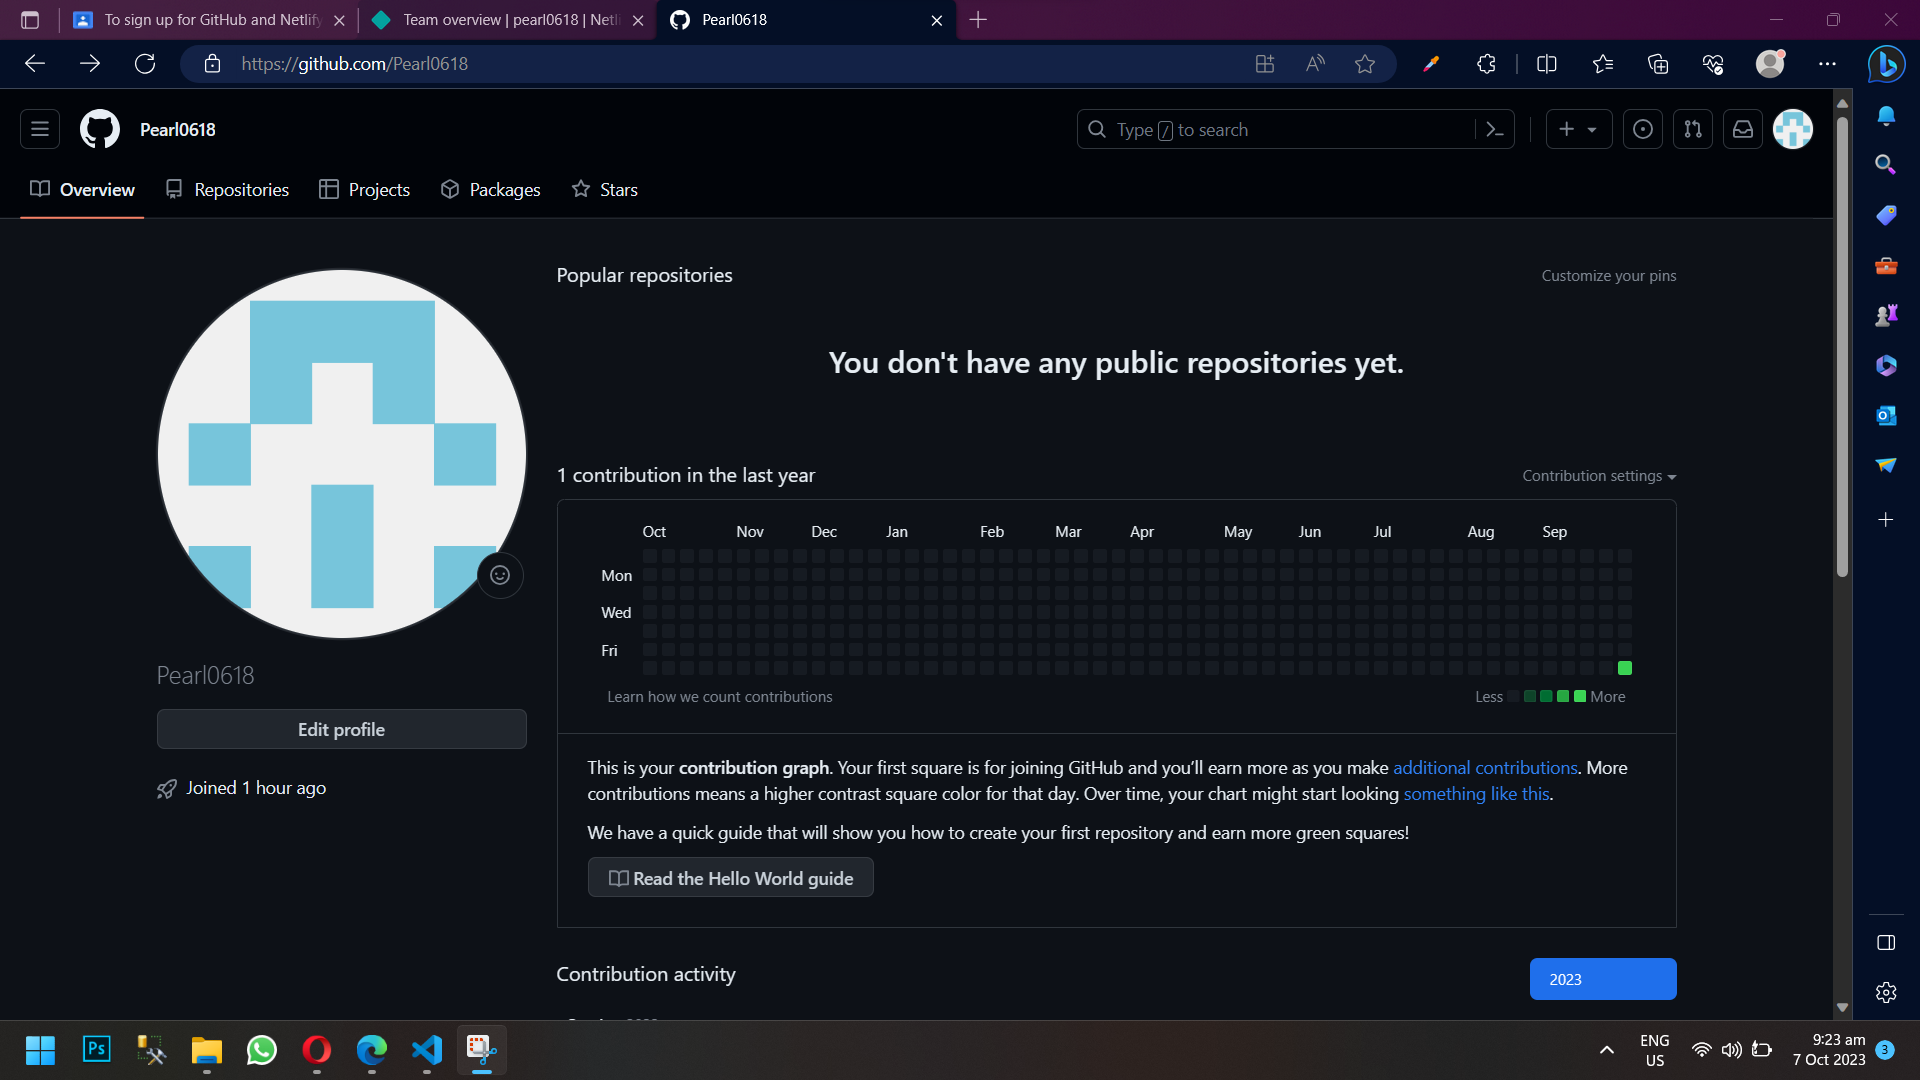 To sign up for GitHub and Netlify
Team overview | pearl0618 | Netli
Pearl0618
https://github.com/Pearl0618
Pearl0618
Type / to search
Overview
Repositories
Projects
Packages
Stars
Popular repositories
Customize your pins
You don't have any public repositories yet.
1 contribution in the last year
Contribution settings
Oct Nov Dec Jan Feb Mar Apr May Jun Jul Aug Sep
Mon
Wed
Fri
Learn how we count contributions
Less More
Pearl0618
Edit profile
Joined 1 hour ago
This is your contribution graph. Your first square is for joining GitHub and you’ll earn more as you make additional contributions. More
contributions means a higher contrast square color for that day. Over time, your chart might start looking something like this.
We have a quick guide that will show you how to create your first repository and earn more green squares!
Read the Hello World guide
Contribution activity
2023
Ps
ENG
US
9:23 am
7 Oct 2023
3